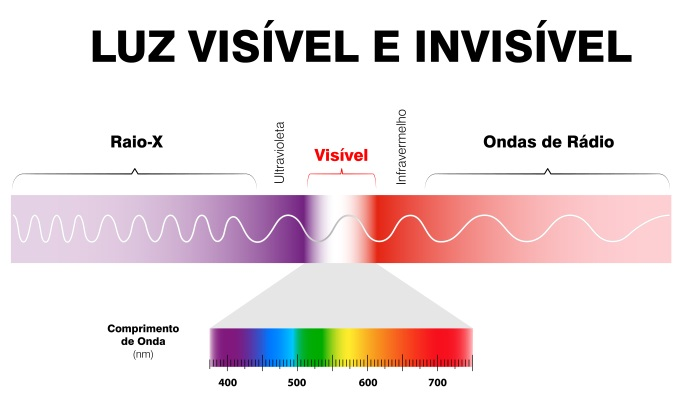 LUZ VISÍVEL E INVISÍVEL
Raio-X
Ultravioleta
Visível
Infravermelho
Ondas de Rádio
Comprimento
de Onda
(nm)
400 500 600 700